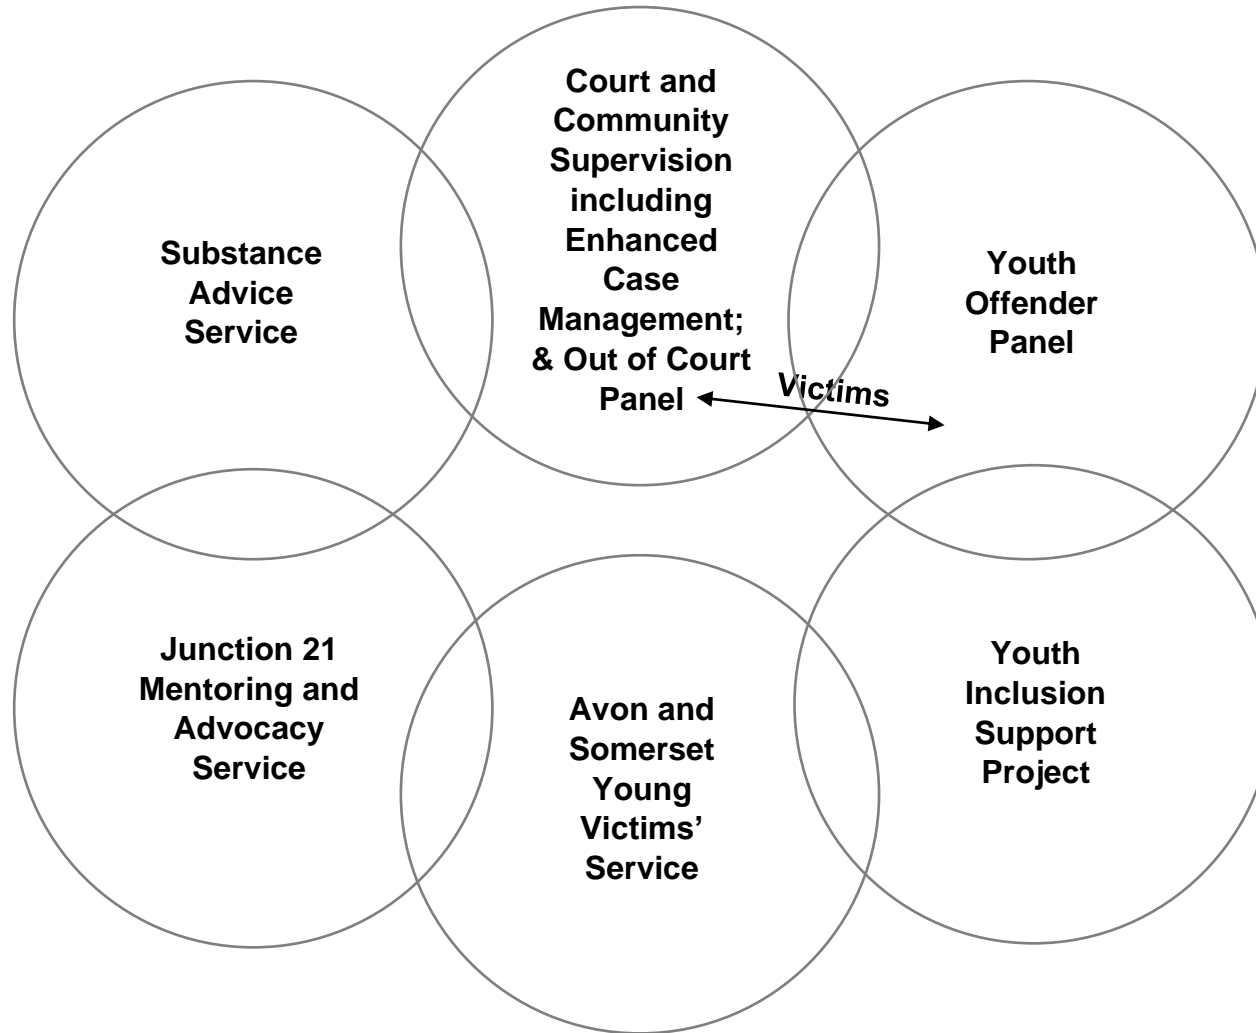 Court and
Community
Supervision
including
Enhanced
Case
Management;
& Out of Court
Panel
Substance
Advice
Service
Youth
Offender
Panel
Victims
Junction 21
Mentoring and
Advocacy
Service
Avon and
Somerset
Young
Victims’
Service
Youth
Inclusion
Support
Project